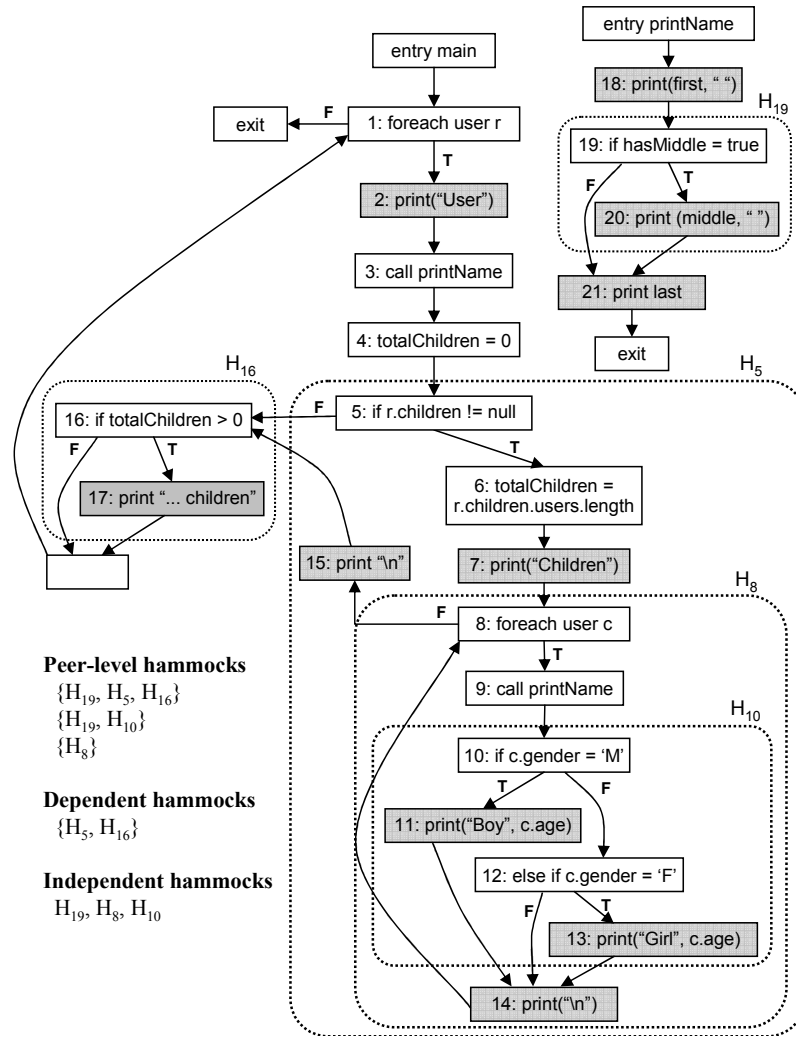 entry main
exit
F
1: foreach user r
T
2: print("User")
3: call printName
4: totalChildren = 0
entry printName
18: print(first, " ")
H19
19: if hasMiddle = true
F
T
20: print (middle, " ")
21: print last
exit
H5
5: if r.children != null
F
T
H16
16: if totalChildren > 0
F
T
17: print "... children"
6: totalChildren =
r.children.users.length
7: print("Children")
15: print "\n"
H8
F
8: foreach user c
T
9: call printName
H10
10: if c.gender = 'M'
T
F
11: print("Boy", c.age)
12: else if c.gender = 'F'
F
T
13: print("Girl", c.age)
14: print("\n")
Peer-level hammocks
{H19, H5, H16}
{H19, H10}
{H8}
Dependent hammocks
{H5, H16}
Independent hammocks
H19, H8, H10